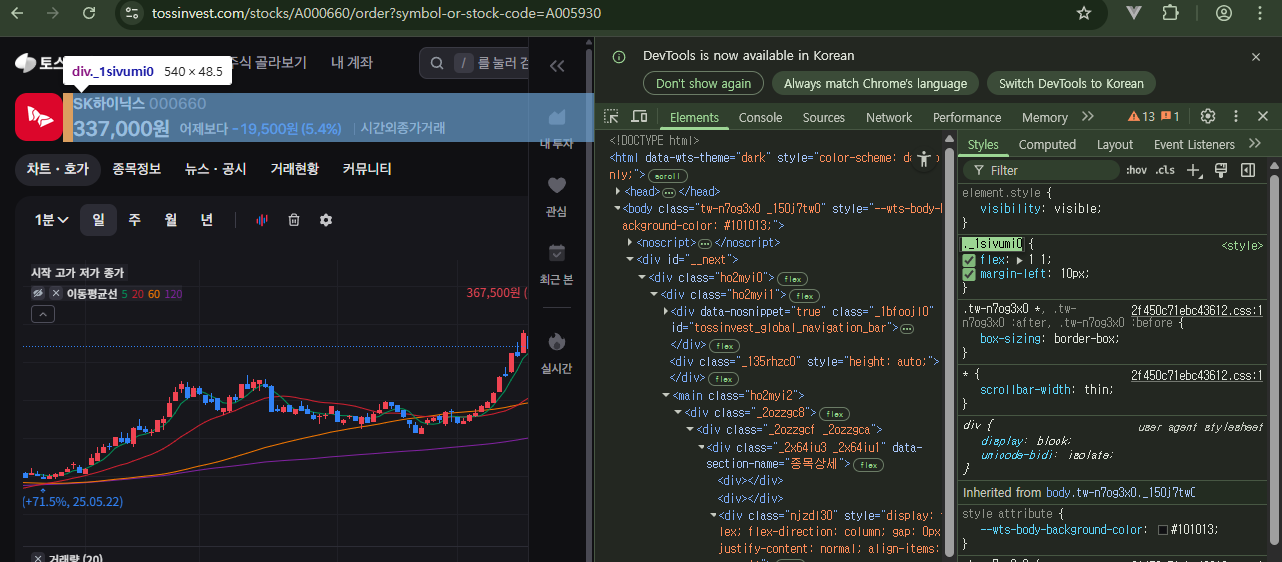 tossinvest.com/stocks/A000660/order?symbol-or-stock-code=A005930
토스
주식 골라보기
내 계좌
/ 를 눌러 검
div._1sivumi0 540 × 48.5
SK하이닉스 000660
337,000원 어제보다 -19,500원 (5.4%) 시간외종가거래
차트 · 호가 종목정보 뉴스 · 공시 거래현황 커뮤니티
1분 일 주 월 년
시작 고가 저가 종가
이동평균선 5 20 60 120
367,500원 (
(+71.5%, 25.05.22)
거래량 (20)
내 투자
관심
최근 본
실시간
DevTools is now available in Korean
Don't show again Always match Chrome's language Switch DevTools to Korean
Elements Console Sources Network Performance Memory 13 1
<!DOCTYPE html>
<html data-wts-theme="dark" style="color-scheme:
nly;"> scroll
<head> </head>
<body class="tw-n7og3x0 _150j7tw0" style="--wts-body-b
ackground-color: #101013;">
<noscript> </noscript>
<div id="__next">
<div class="ho2myi0"> flex
<div class="ho2myi1"> flex
<div data-nosnippet="true" class="_1bfoojl0"
id="tossinvest_global_navigation_bar">
</div> flex
<div class="_135rhzc0" style="height: auto;">
</div> flex
<main class="ho2myi2">
<div class="_2ozzgc8"> flex
<div class="_2ozzgcf _2ozzgca">
<div class="_2x64iu3 _2x64iu1" data-
section-name="종목상세"> flex
<div></div>
<div></div>
<div class="njzdl30" style="display:
lex; flex-direction: column; gap: 0px
justify-content: normal; align-items:
Styles Computed Layout Event Listeners
Filter :hov .cls
element.style {
visibility: visible;
}
._1sivumi0 { <style>
flex: 1 1;
margin-left: 10px;
}
.tw-n7og3x0 *, .tw- 2f450c71ebc43612.css:1
n7og3x0 :after, .tw-n7og3x0 :before {
box-sizing: border-box;
}
* { 2f450c71ebc43612.css:1
scrollbar-width: thin;
}
div { user agent stylesheet
display: block;
unicode-bidi: isolate;
}
Inherited from body.tw-n7og3x0._150j7tw0
style attribute {
--wts-body-background-color: #101013;
}